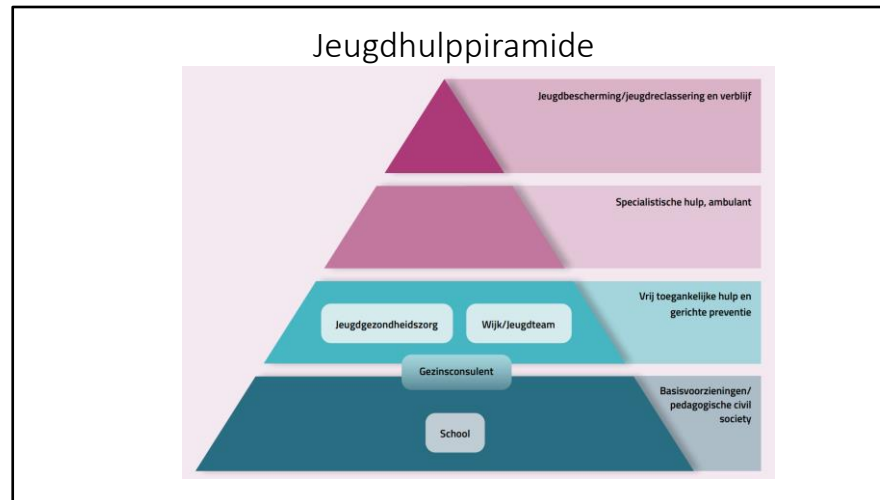 Jeugdhulppiramide
Jeugdbescherming/jeugdreclassering en verblijf
Specialistische hulp, ambulant
Vrij toegankelijke hulp en
gerichte preventie
Jeugdgezondheidszorg
Wijk/Jeugdteam
Gezinsconsulent
Basisvoorzieningen/
pedagogische civil
society
School